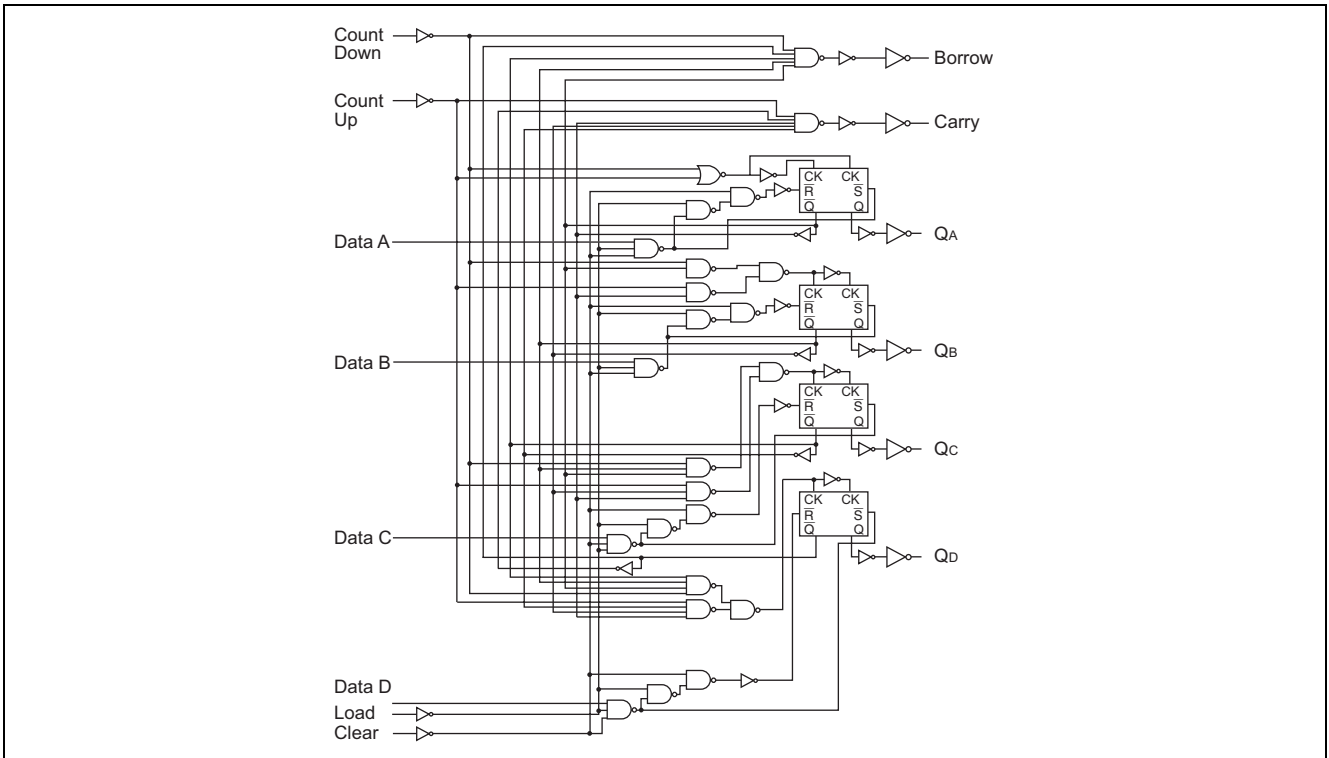 Count
Down
Borrow
Count
Up
Carry
CK CK
R S
Q Q
QA
Data A
CK CK
R S
Q Q
QB
Data B
CK CK
R S
Q Q
QC
CK CK
R S
Q Q
Data C
QD
Data D
Load
Clear